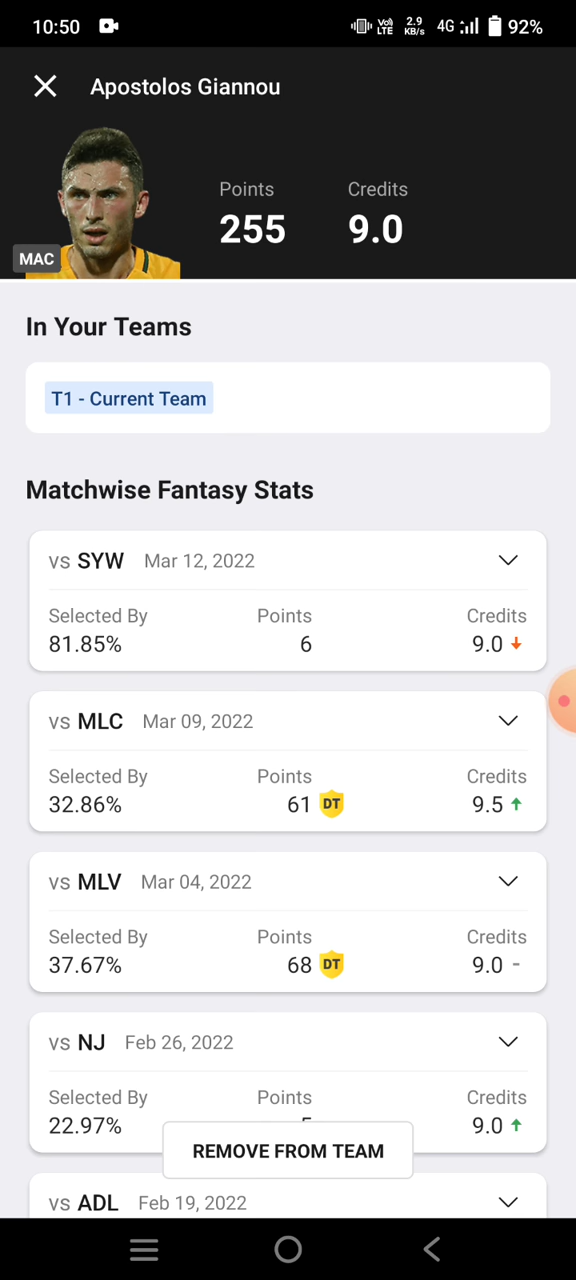 10:50 Vo) LTE 2.9 KB/s 4G 92%
Apostolos Giannou
Points Credits
255 9.0
MAC
In Your Teams
T1 - Current Team
Matchwise Fantasy Stats
vs SYW Mar 12, 2022
Selected By Points Credits
81.85% 6 9.0
vs MLC Mar 09, 2022
Selected By Points Credits
32.86% 61 DT 9.5
vs MLV Mar 04, 2022
Selected By Points Credits
37.67% 68 DT 9.0 -
vs NJ Feb 26, 2022
Selected By Points Credits
22.97% 9.0
REMOVE FROM TEAM
vs ADL Feb 19, 2022